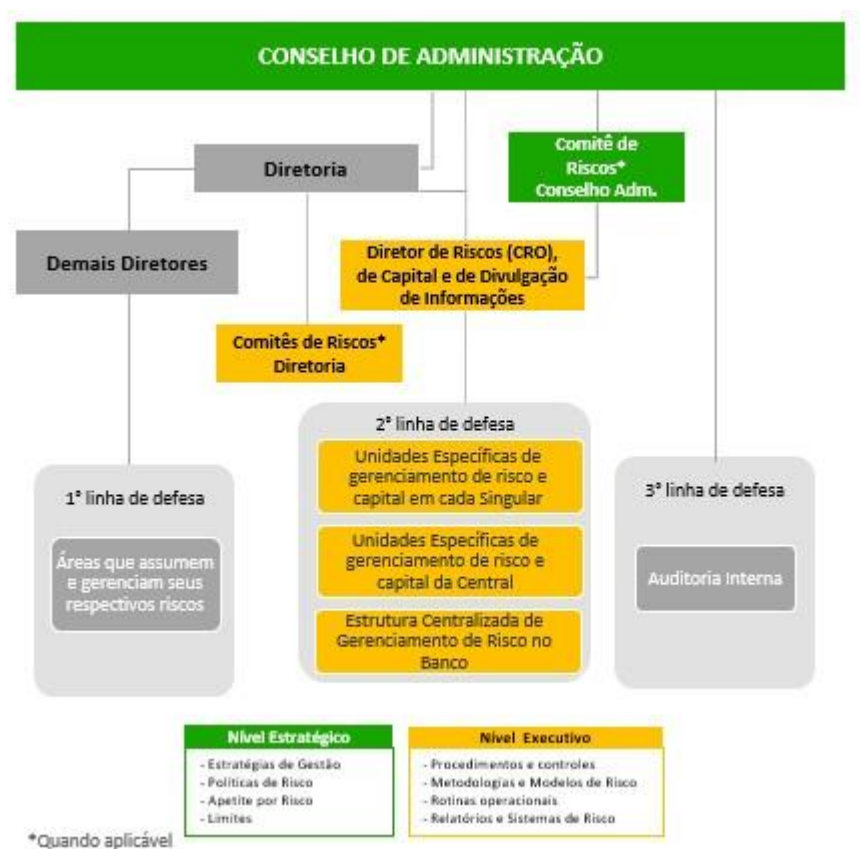 CONSELHO DE ADMINISTRAÇÃO
Diretoria
Comitê de
Riscos*
Conselho Adm.
Demais Diretores
Diretor de Riscos (CRO),
de Capital e de Divulgação
de Informações
Comitês de Riscos*
Diretoria
1ª linha de defesa
Áreas que assumem
e gerenciam seus
respectivos riscos
2ª linha de defesa
Unidades Específicas de
gerenciamento de risco e
capital em cada Singular
Unidades Específicas de
gerenciamento de risco e
capital da Central
Estrutura Centralizada de
Gerenciamento de Risco no
Banco
3ª linha de defesa
Auditoria Interna
Nível Estratégico
- Estratégias de Gestão
- Políticas de Risco
- Apetite por Risco
- Limites
Nível Executivo
- Procedimentos e controles
- Metodologias e Modelos de Risco
- Rotinas operacionais
- Relatórios e Sistemas de Risco
*Quando aplicável